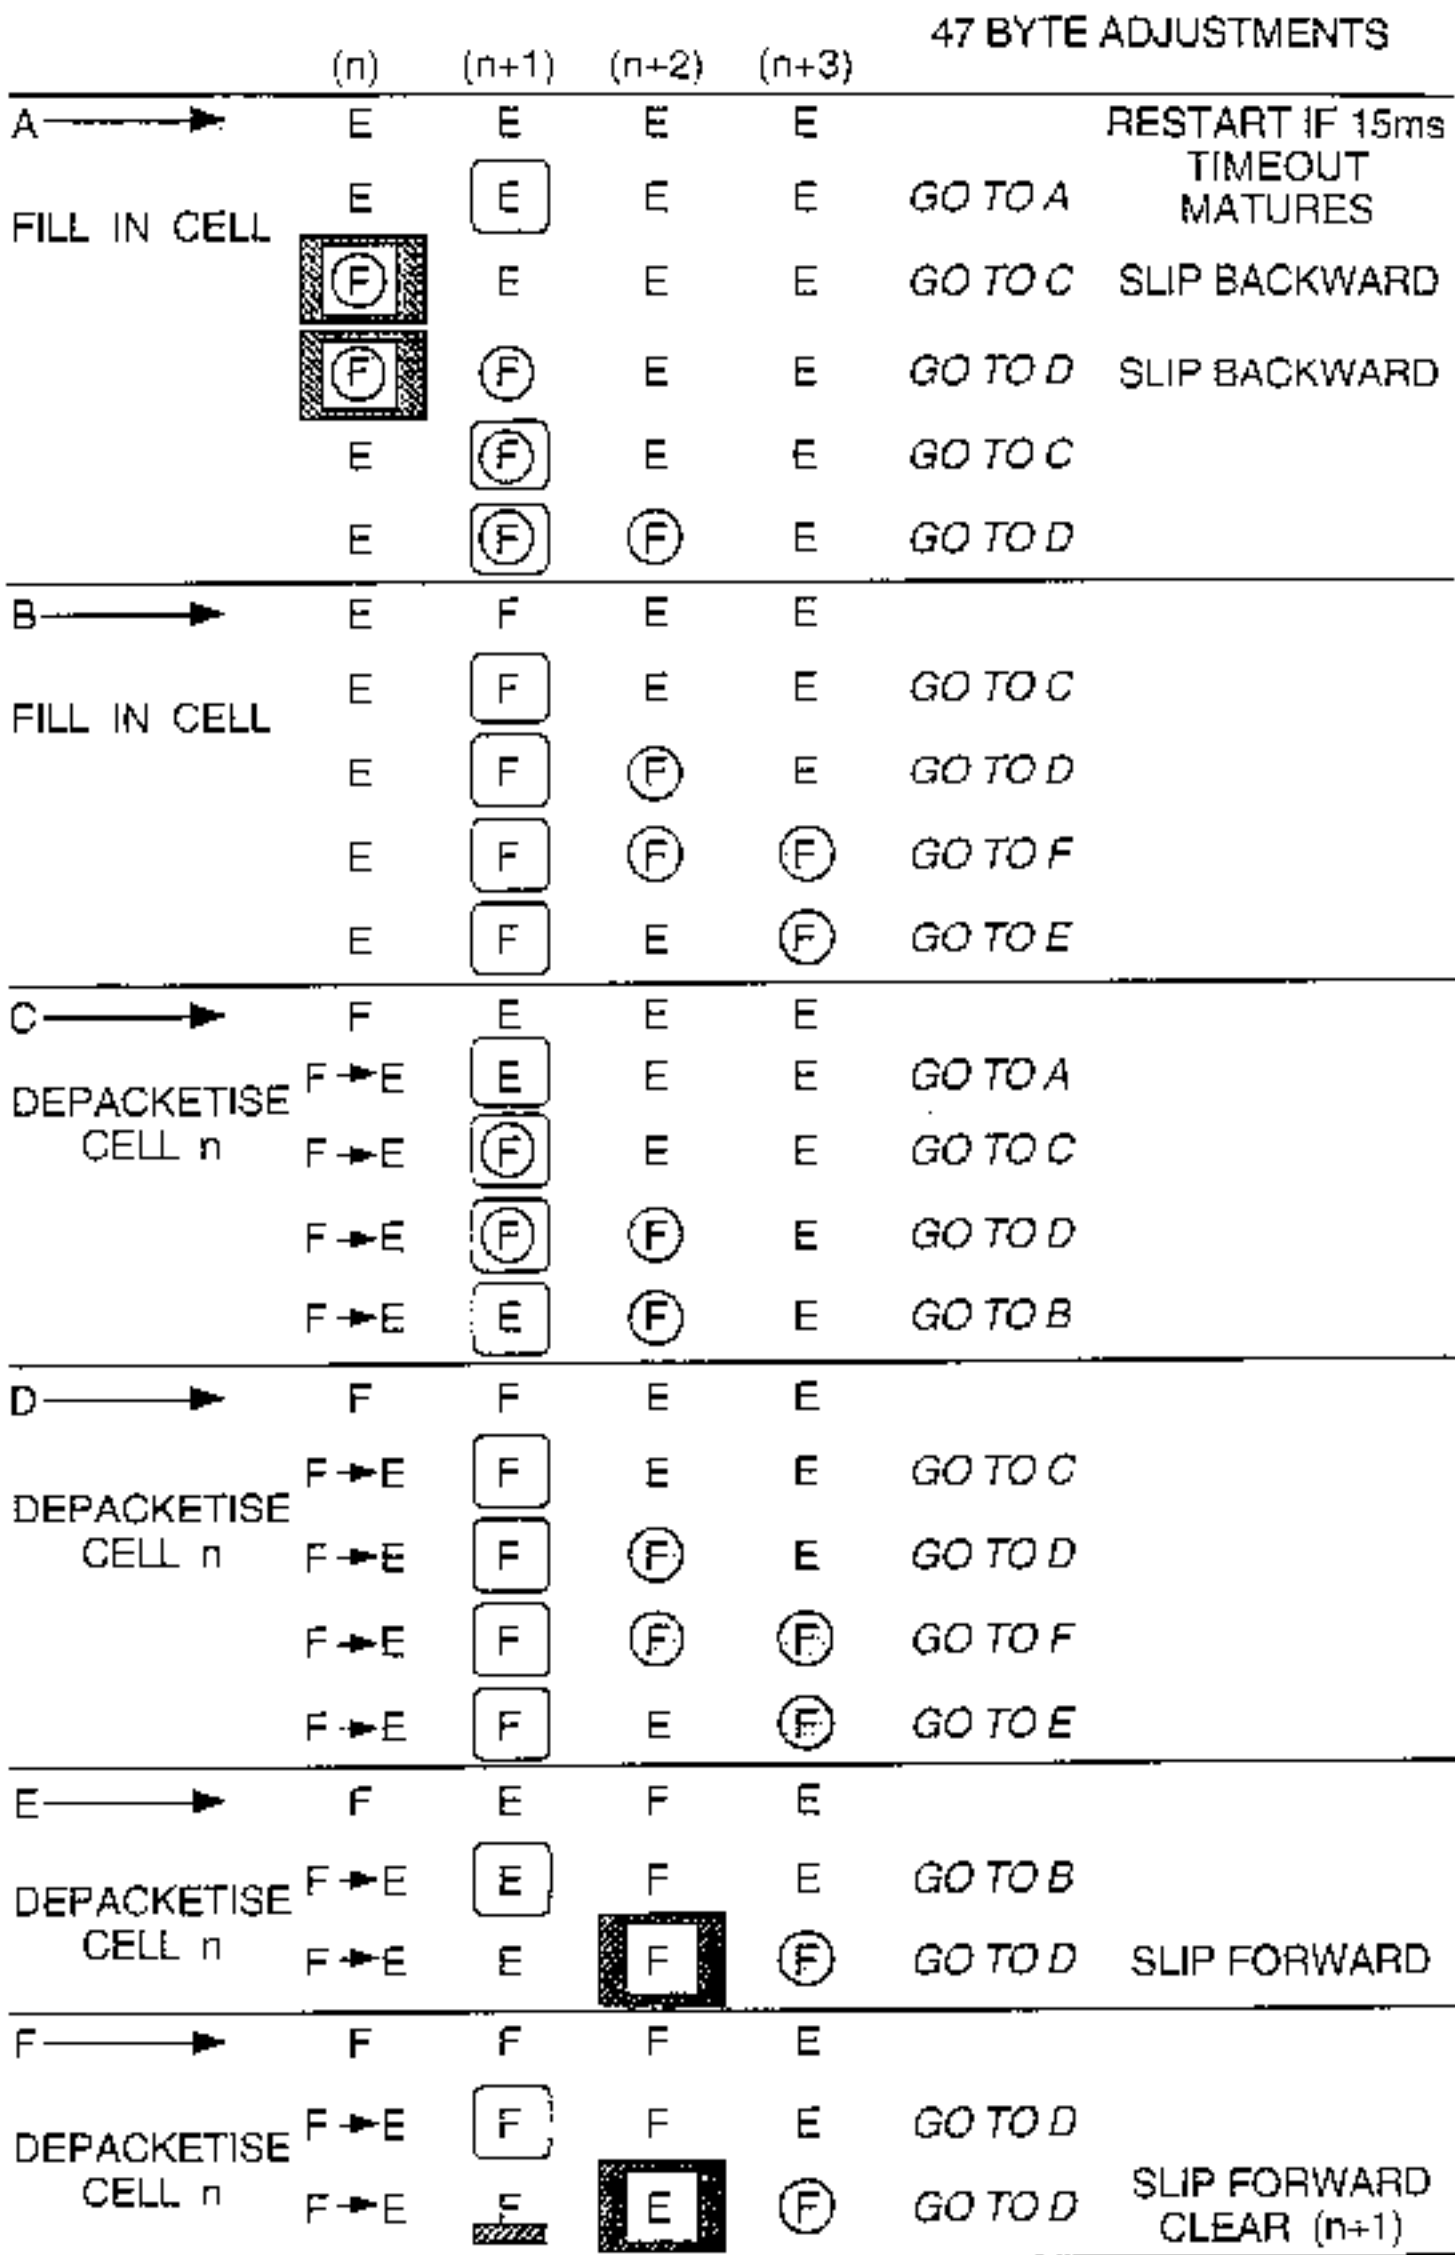 47 BYTE ADJUSTMENTS
(n) (n+1) (n+2) (n+3)
A E E E E RESTART IF 15ms
TIMEOUT
E E E E GO TO A MATURES
FILL IN CELL
F E E E GO TO C SLIP BACKWARD
F F E E GO TO D SLIP BACKWARD
E F E E GO TO C
E F F E GO TO D
B E F E E
E F E E GO TO C
FILL IN CELL
E F F E GO TO D
E F F F GO TO F
E F E F GO TO E
C F E E E
F E E E E GO TO A
DEPACKETISE
CELL n
F E F E E GO TO C
F E F F E GO TO D
F E E F E GO TO B
D F F E E
F E F E E GO TO C
DEPACKETISE
CELL n
F E F F E GO TO D
F E F F F GO TO F
F E F E F GO TO E
E F E F E
F E E F E GO TO B
DEPACKETISE
CELL n
F E E F F GO TO D SLIP FORWARD
F F F F E
F E F F E GO TO D
DEPACKETISE
CELL n
F E F E F GO TO D SLIP FORWARD
CLEAR (n+1)